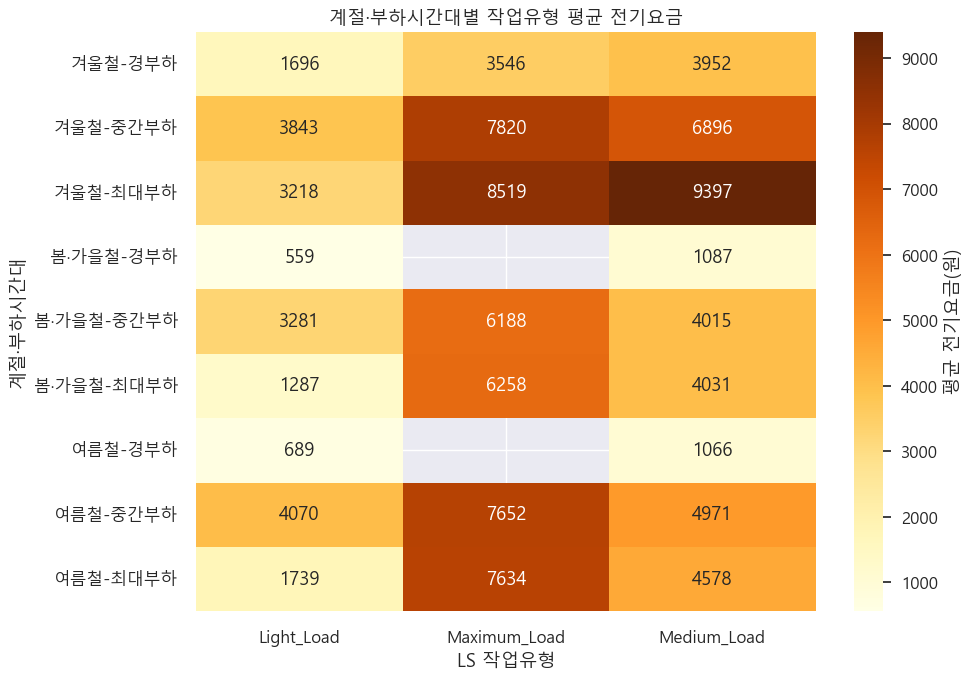 계절·부하시간대별 작업유형 평균 전기요금
계절·부하시간대
겨울철-경부하 1696 3546 3952
겨울철-중간부하 3843 7820 6896
겨울철-최대부하 3218 8519 9397
봄·가을철-경부하 559 1087
봄·가을철-중간부하 3281 6188 4015
봄·가을철-최대부하 1287 6258 4031
여름철-경부하 689 1066
여름철-중간부하 4070 7652 4971
여름철-최대부하 1739 7634 4578
Light_Load Maximum_Load Medium_Load
LS 작업유형
9000
8000
7000
6000
5000
4000
3000
2000
1000
평균 전기요금(원)